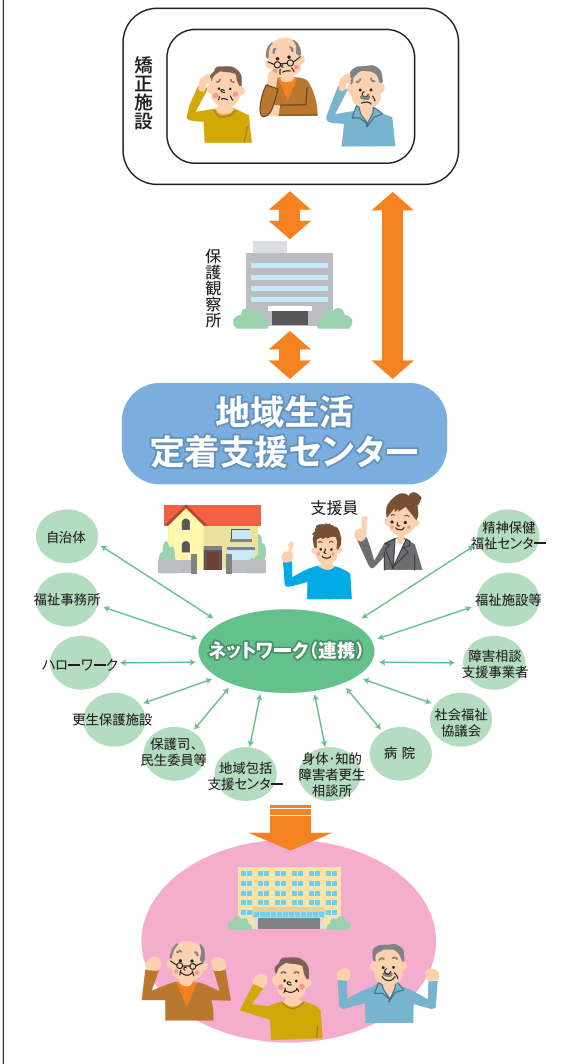 矯正施設
保護観察所
地域生活
定着支援センター
支援員
自治体
精神保健
福祉センター
福祉事務所
福祉施設等
ネットワーク(連携)
ハローワーク
障害相談
支援事業者
更生保護施設
社会福祉
協議会
保護司、
民生委員等
病院
地域包括
支援センター
身体・知的
障害者更生
相談所